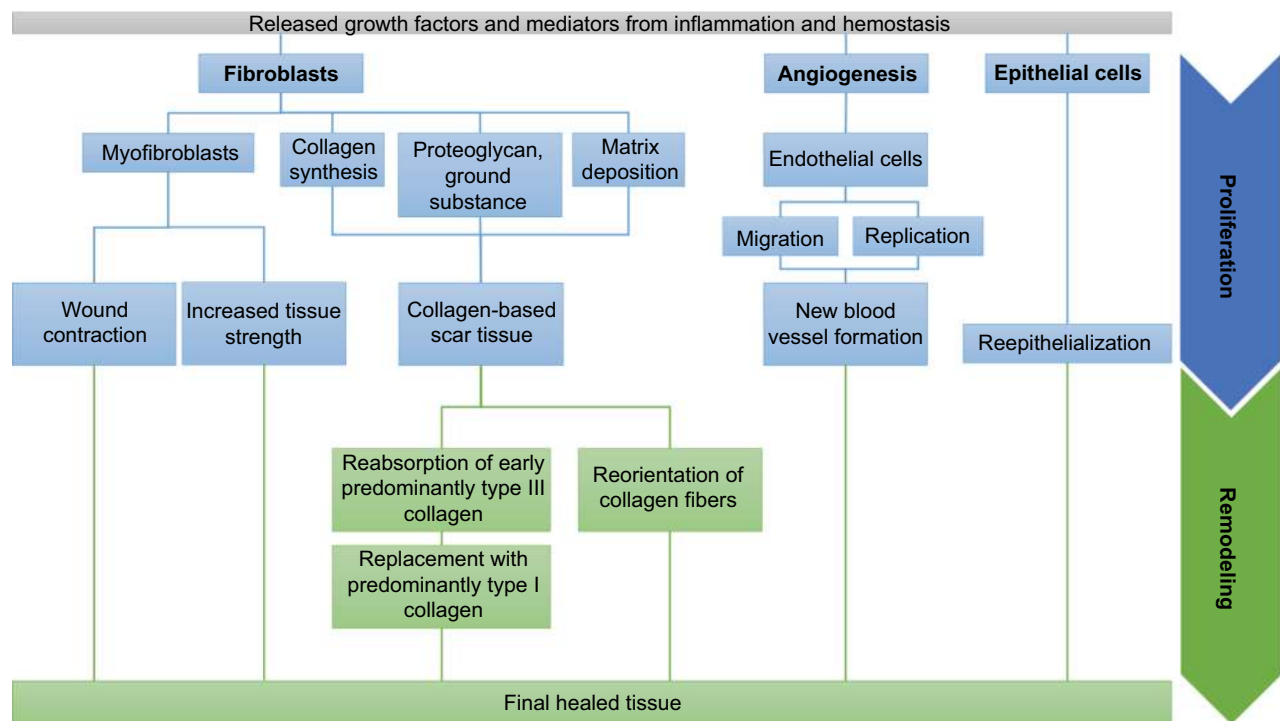 Released growth factors and mediators from inflammation and hemostasis
Fibroblasts
Angiogenesis
Epithelial cells
Myofibroblasts
Collagen
synthesis
Proteoglycan,
ground
substance
Matrix
deposition
Endothelial cells
Migration
Replication
Wound
contraction
Increased tissue
strength
Collagen-based
scar tissue
New blood
vessel formation
Reepithelialization
Proliferation
Reabsorption of early
predominantly type III
collagen
Reorientation of
collagen fibers
Replacement with
predominantly type I
collagen
Remodeling
Final healed tissue